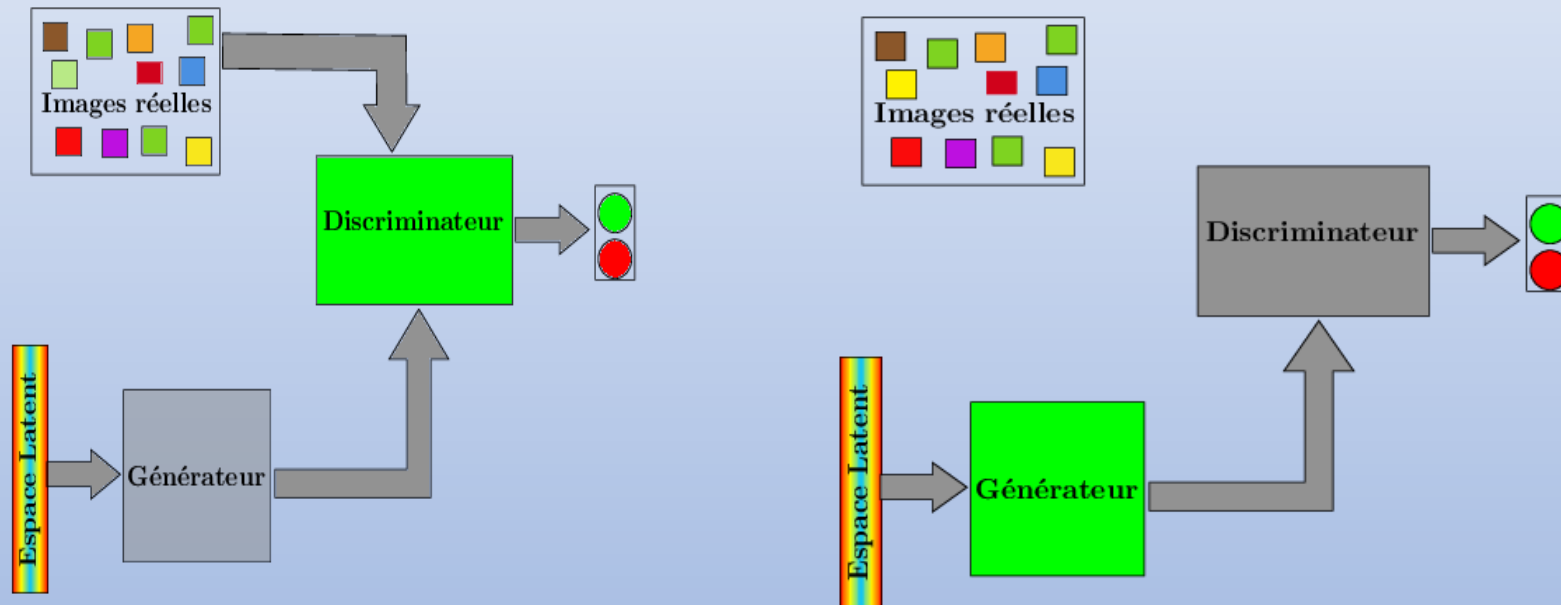 Images réelles
Discriminateur
Espace Latent
Générateur
Images réelles
Discriminateur
Espace Latent
Générateur